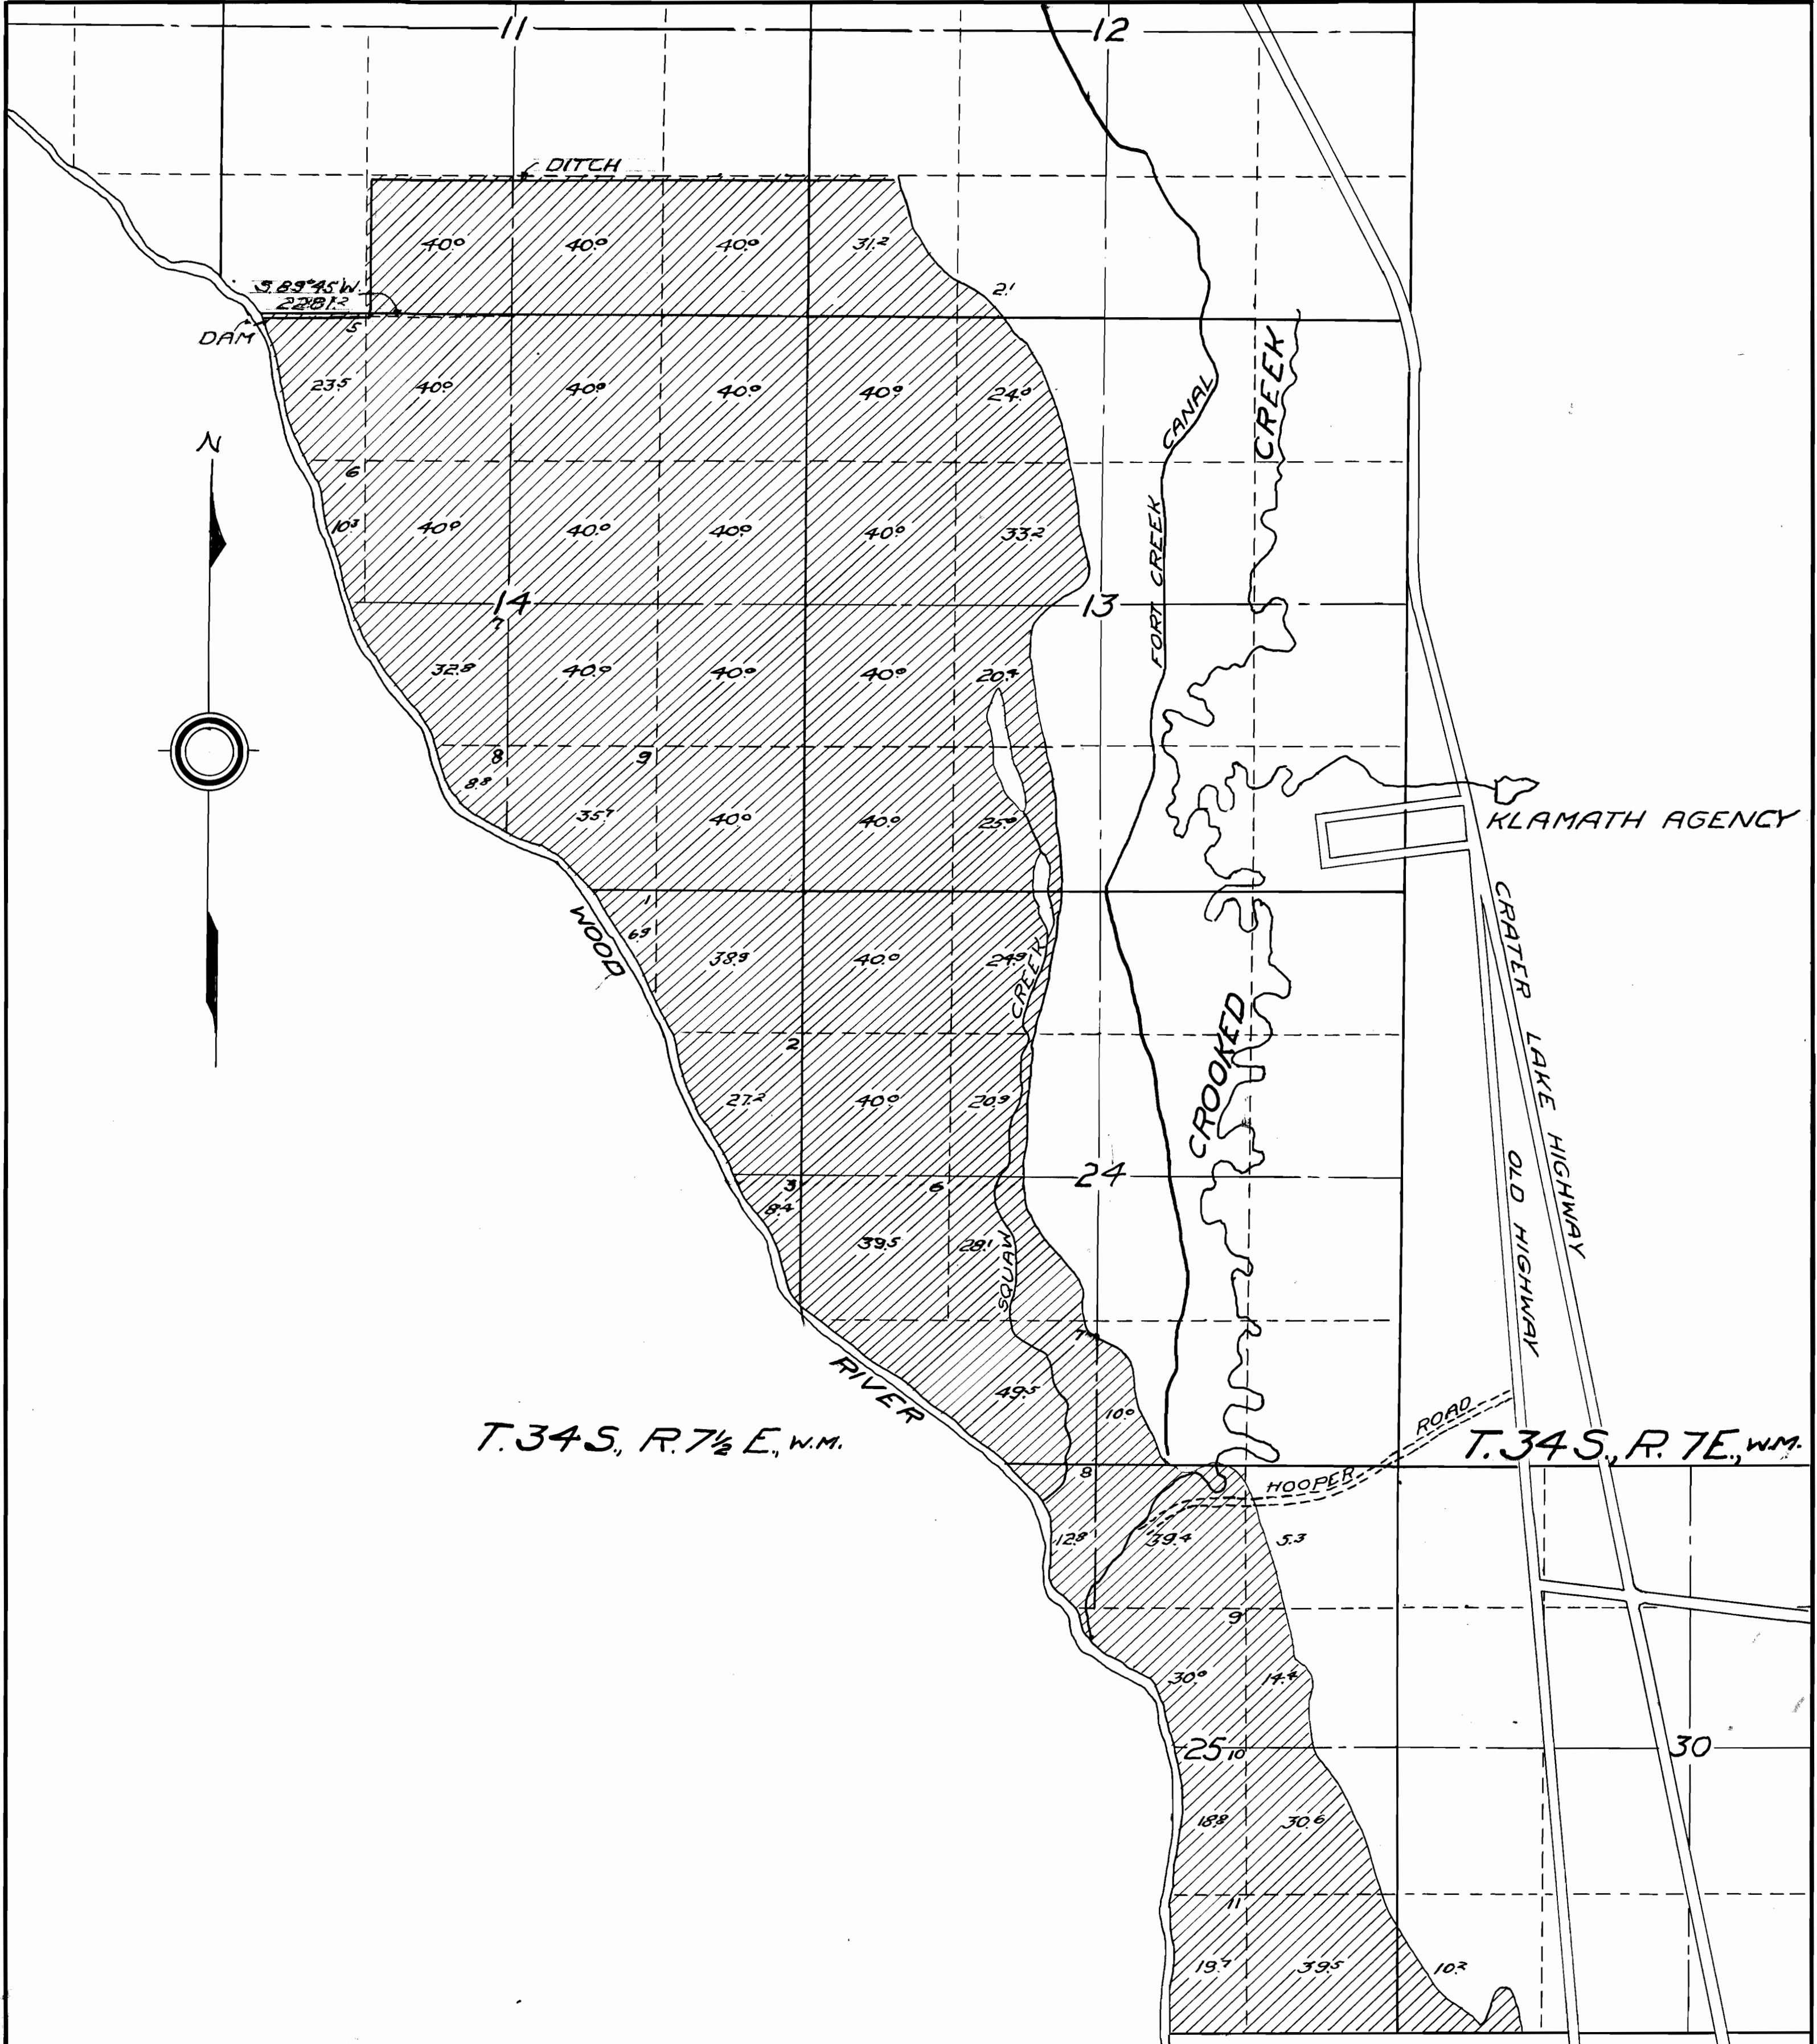 11
12
DITCH
40.0 40.0 40.0 31.2
2.1
S.89°45'W.
2281.2
DAM
5
23.5 40.0 40.0 40.0 40.0 24.0
CANAL
CREEK
N
6
10.3 40.0 40.0 40.0 40.0 33.2
FORT CREEK
14
13
7
32.8 40.0 40.0 40.0 20.4
8
9
8.8 35.7 40.0 40.0 25.0
KLAMATH AGENCY
1
WOOD
6.9 38.9 40.0 24.9
CREEK
CRATER LAKE HIGHWAY
2
CROOKED
27.2 40.0 20.9
24
OLD HIGHWAY
3
6
8.4 39.5 28.1
SQUAW
7
RIVER
49.5 10.0
ROAD
T. 34 S., R. 7½ E., W.M.
T. 34 S., R. 7E., W.M.
8
HOOPER
12.8 39.4 5.3
9
30.0 14.4
25
10
30
18.8 30.6
11
19.7 39.5 10.2